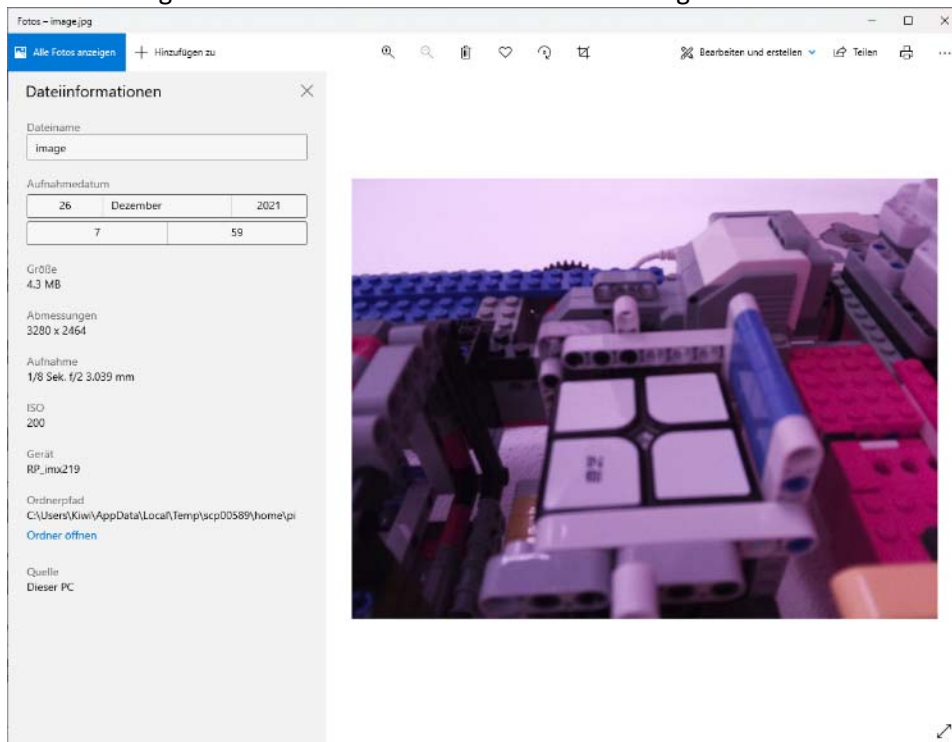 Fotos – image.jpg
Alle Fotos anzeigen
Hinzufügen zu
Bearbeiten und erstellen
Teilen
Dateiinformationen
Dateiname
image
Aufnahmedatum
26 Dezember 2021
7 59
Größe
4.3 MB
Abmessungen
3280 x 2464
Aufnahme
1/8 Sek. f/2 3.039 mm
ISO
200
Gerät
RP_imx219
Ordnerpfad
C:\Users\Kiwi\AppData\Local\Temp\scp00589\home\pi
Ordner öffnen
Quelle
Dieser PC